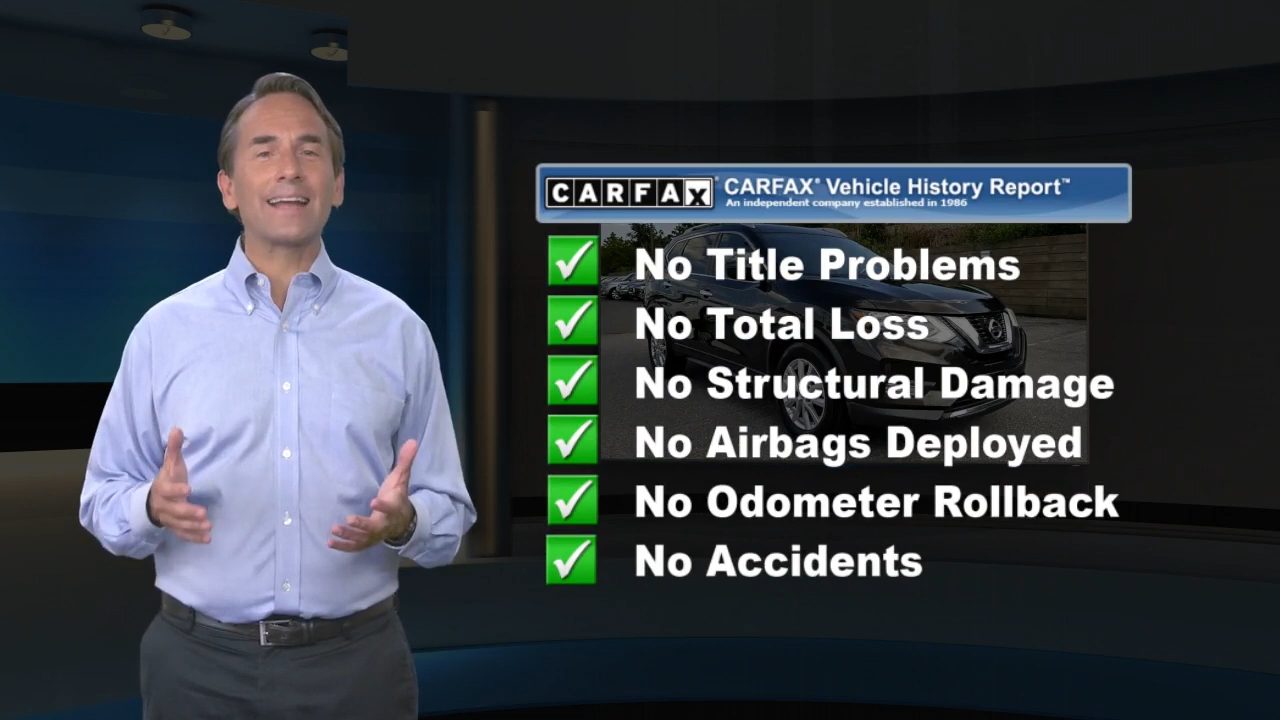 CARFAX® CARFAX® Vehicle History Report™
An independent company established in 1986
No Title Problems
No Total Loss
No Structural Damage
No Airbags Deployed
No Odometer Rollback
No Accidents